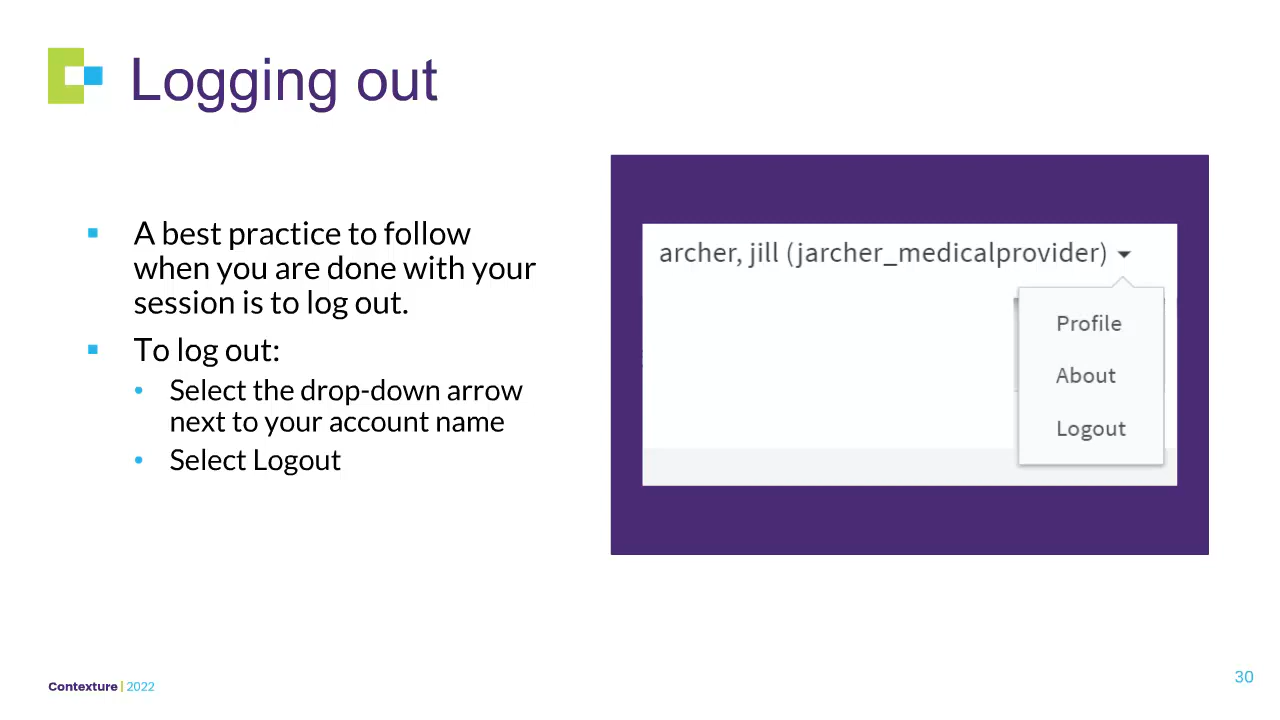 Logging out
A best practice to follow
when you are done with your
session is to log out.
To log out:
Select the drop-down arrow
next to your account name
Select Logout
archer, jill (jarcher_medicalprovider)
Profile
About
Logout
Contexture | 2022
30